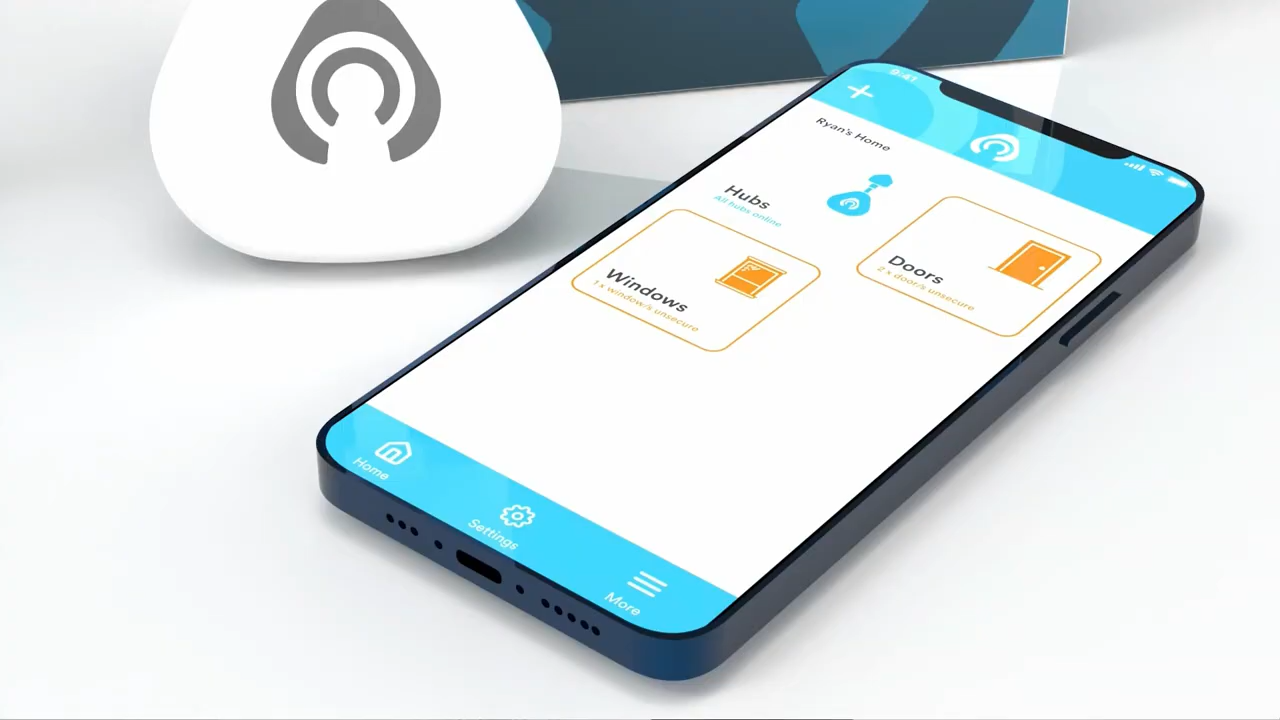 9:41
Ryan's Home
Hubs
All hubs online
Doors
2 x door/s unsecure
Windows
1 x window/s unsecure
Home
Settings
More